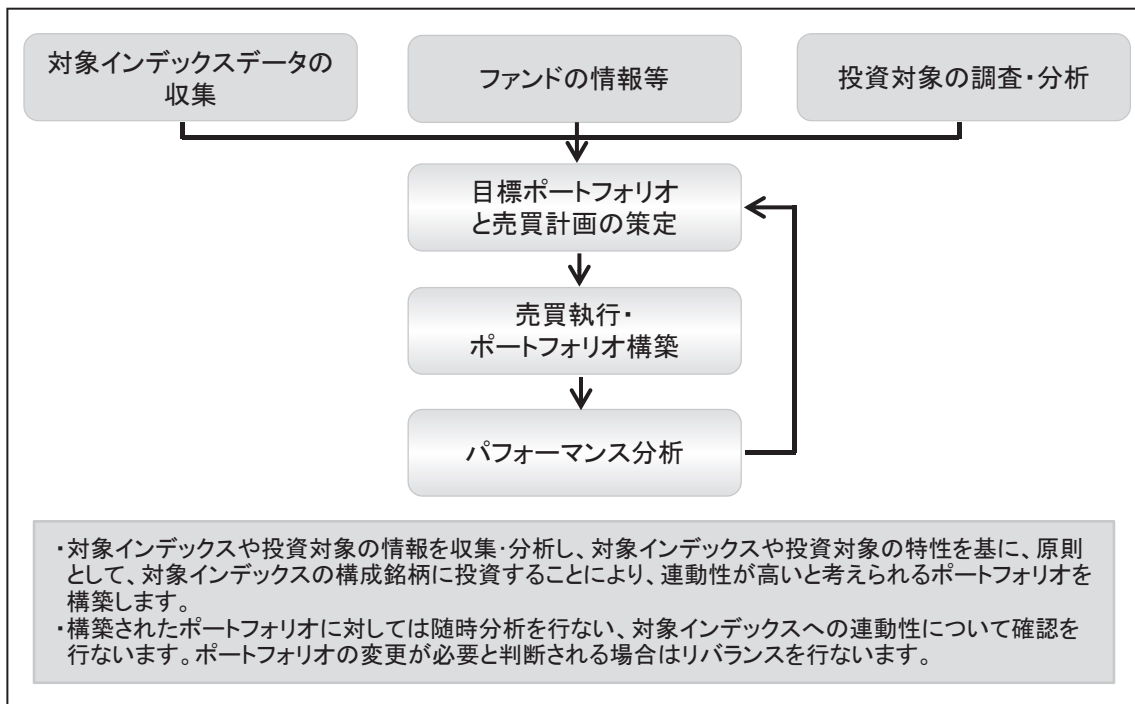 対象インデックスデータの
収集
ファンドの情報等
投資対象の調査・分析
目標ポートフォリオ
と売買計画の策定
売買執行・
ポートフォリオ構築
パフォーマンス分析
・対象インデックスや投資対象の情報を収集・分析し、対象インデックスや投資対象の特性を基に、原則
として、対象インデックスの構成銘柄に投資することにより、連動性が高いと考えられるポートフォリオを
構築します。
・構築されたポートフォリオに対しては随時分析を行ない、対象インデックスへの連動性について確認を
行ないます。ポートフォリオの変更が必要と判断される場合はリバランスを行ないます。